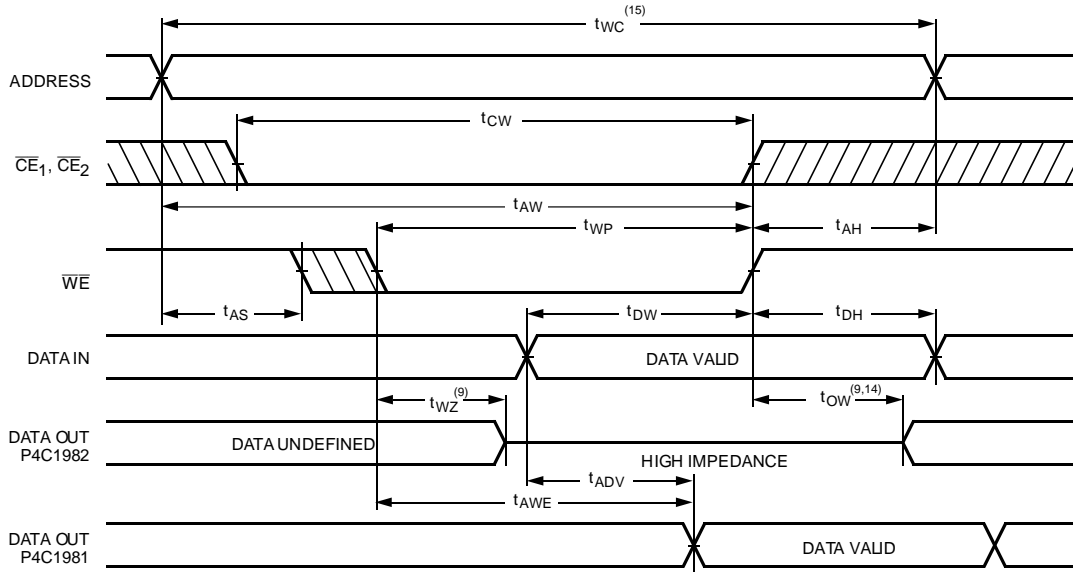 tWC (15)
ADDRESS
tCW
CE1, CE2
tAW
tWP
tAH
WE
tAS
tDW
tDH
DATA IN
DATA VALID
tWZ (9)
tOW (9,14)
DATA OUT
P4C1982
DATA UNDEFINED
HIGH IMPEDANCE
tADV
tAWE
DATA OUT
P4C1981
DATA VALID